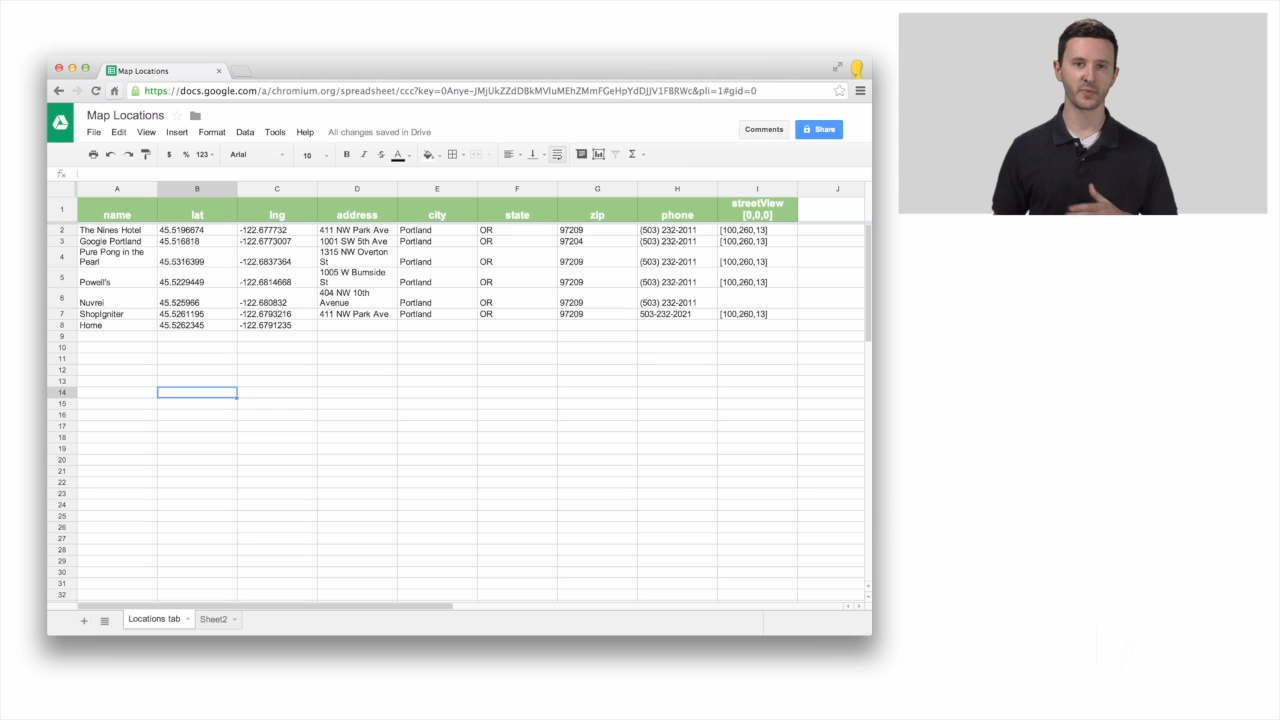 Map Locations
https://docs.google.com/a/chromium.org/spreadsheet/ccc?key=0Anye-JMjUkZZdDBkMVluMEhZMmFGeHpYdDJJV1FBRWc&pli=1#gid=0
Map Locations
File Edit View Insert Format Data Tools Help All changes saved in Drive
Comments Share
$ % 123 Arial 10 B I S A Σ
fx
A B C D E F G H I J
1 name lat lng address city state zip phone streetView [0,0,0]
2 The Nines Hotel 45.5196674 -122.677732 411 NW Park Ave Portland OR 97209 (503) 232-2011 [100,260,13]
3 Google Portland 45.516818 -122.6773007 1001 SW 5th Ave Portland OR 97204 (503) 232-2011 [100,260,13]
4 Pure Pong in the Pearl 45.5316399 -122.6837364 1315 NW Overton St Portland OR 97209 (503) 232-2011 [100,260,13]
5 Powell's 45.5229449 -122.6814668 1005 W Burnside St Portland OR 97209 (503) 232-2011 [100,260,13]
6 Nuvrei 45.525966 -122.680832 404 NW 10th Avenue Portland OR 97209 (503) 232-2011
7 ShopIgniter 45.5261195 -122.6793216 411 NW Park Ave Portland OR 97209 503-232-2021 [100,260,13]
8 Home 45.5262345 -122.6791235
9
10
11
12
13
14
15
16
17
18
19
20
21
22
23
24
25
26
27
28
29
30
31
32
+ Locations tab Sheet2